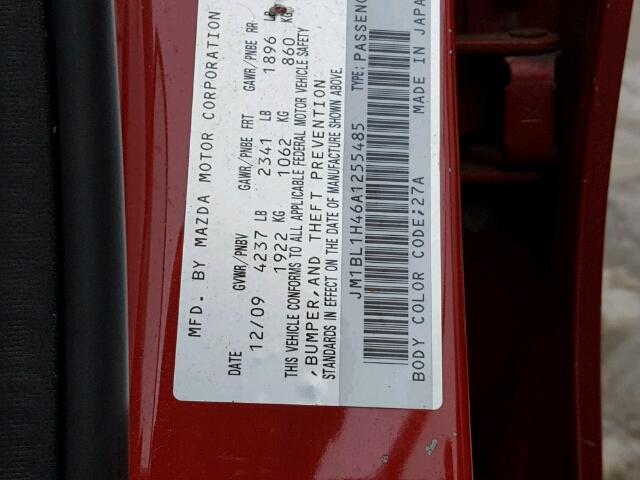 MFD. BY MAZDA MOTOR CORPORATION
DATE GVWR/PNBV GAWR/PNBE FRT GAWR/PNBE RR
12/09 4237 LB 2341 LB 1896 LB
1922 KG 1062 KG 860 KG
THIS VEHICLE CONFORMS TO ALL APPLICABLE FEDERAL MOTOR VEHICLE SAFETY
, BUMPER, AND THEFT PREVENTION
STANDARDS IN EFFECT ON THE DATE OF MANUFACTURE SHOWN ABOVE
JM1BL1H46A1255485 TYPE: PASSENG
BODY COLOR CODE;27A MADE IN JAPA